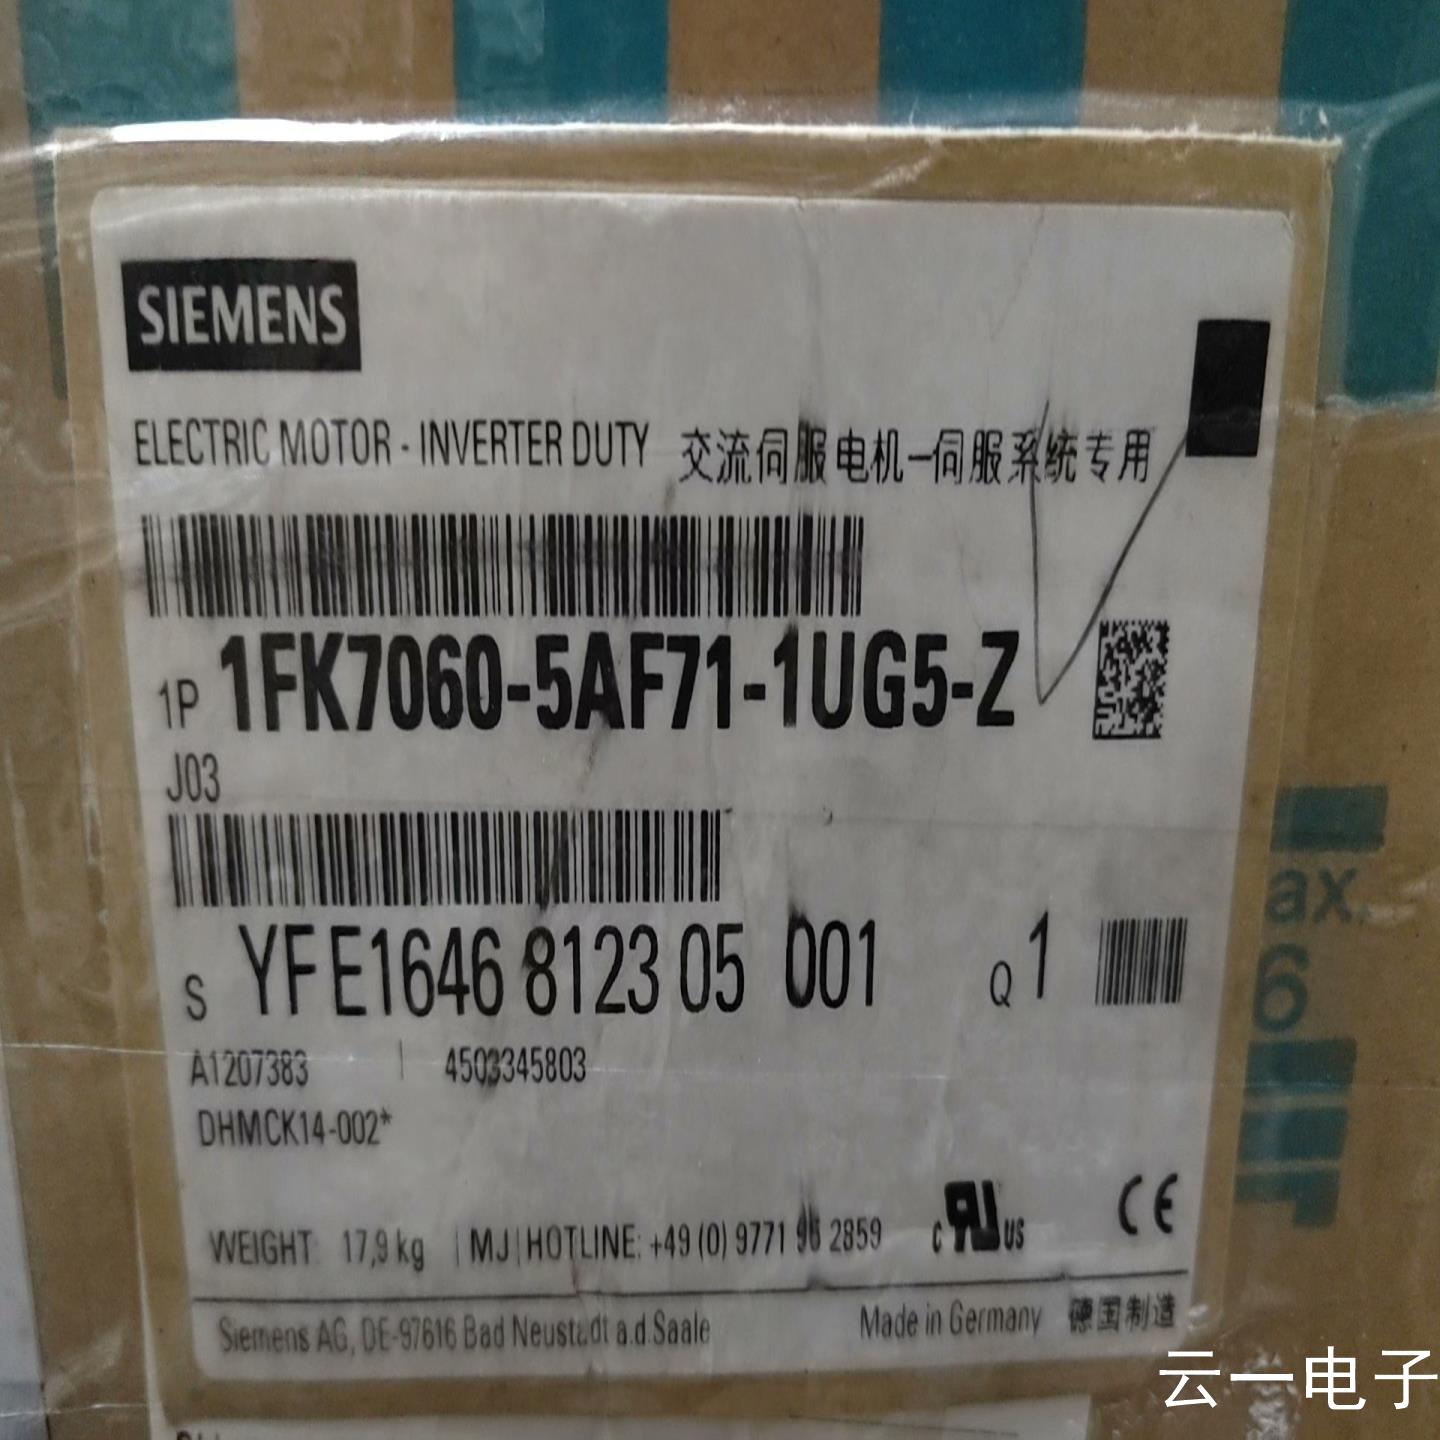 SIEMENS
ELECTRIC MOTOR - INVERTER DUTY 交流伺服电机-伺服系统专用
1P 1FK7060-5AF71-1UG5-Z
J03
S YFE1646 8123 05 001 Q 1
A1207383 | 4503345803
DHMCK14-002*
WEIGHT: 17,9 kg | MJ | HOTLINE: +49 (0) 9771 2859 c US CE
Siemens AG, DE-97616 Bad Neustadt a.d.Saale Made in Germany 德国制造
ax.
6
云一电子